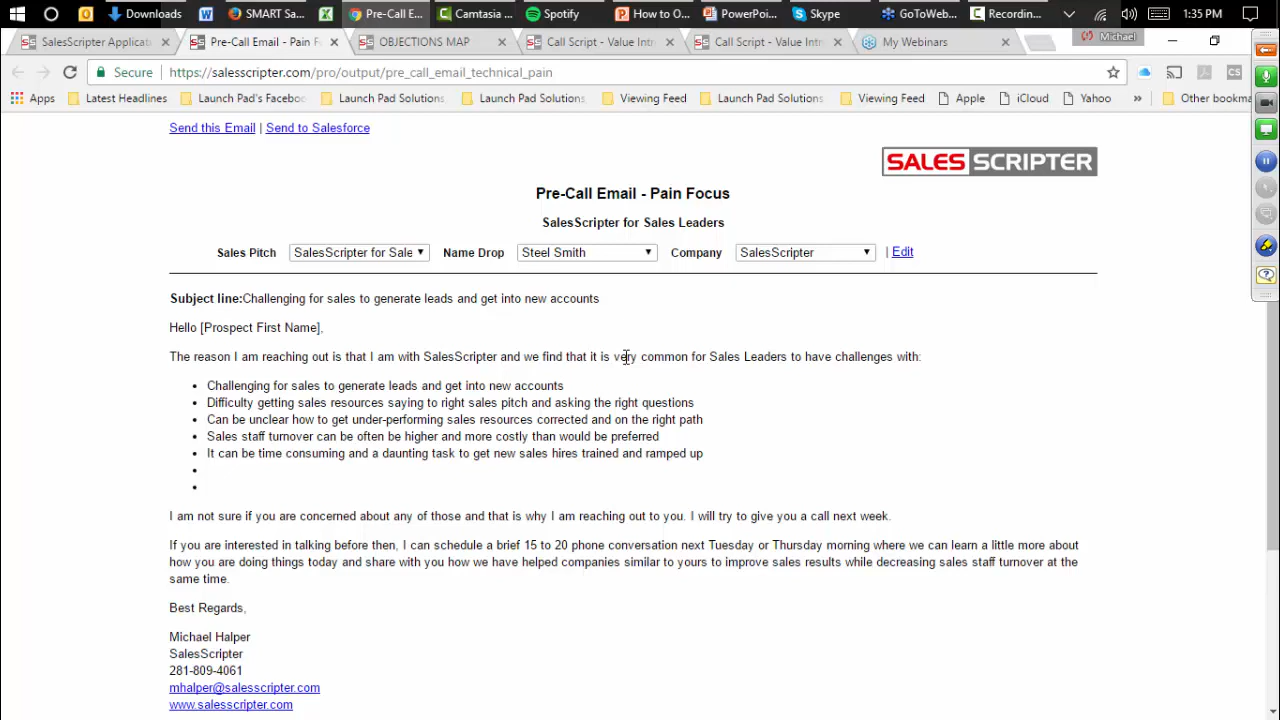 Downloads
SMART Sa...
Pre-Call E...
Camtasia ...
Spotify
How to O...
PowerPoi...
Skype
GoToWeb...
Recordin...
1:35 PM
SalesScripter Applicati
Pre-Call Email - Pain F
OBJECTIONS MAP
Call Script - Value Intr
Call Script - Value Intr
My Webinars
Michael
Secure
https://salesscripter.com/pro/output/pre_call_email_technical_pain
Apps
Latest Headlines
Launch Pad's Faceboo
Launch Pad Solutions
Launch Pad Solutions
Viewing Feed
Launch Pad Solutions
Viewing Feed
Apple
iCloud
Yahoo
»
Other bookma
Send this Email | Send to Salesforce
SALES SCRIPTER
Pre-Call Email - Pain Focus
SalesScripter for Sales Leaders
Sales Pitch SalesScripter for Sale Name Drop Steel Smith Company SalesScripter | Edit
Subject line:Challenging for sales to generate leads and get into new accounts
Hello [Prospect First Name],
The reason I am reaching out is that I am with SalesScripter and we find that it is very common for Sales Leaders to have challenges with:
• Challenging for sales to generate leads and get into new accounts
• Difficulty getting sales resources saying to right sales pitch and asking the right questions
• Can be unclear how to get under-performing sales resources corrected and on the right path
• Sales staff turnover can be often be higher and more costly than would be preferred
• It can be time consuming and a daunting task to get new sales hires trained and ramped up
•
•
I am not sure if you are concerned about any of those and that is why I am reaching out to you. I will try to give you a call next week.
If you are interested in talking before then, I can schedule a brief 15 to 20 phone conversation next Tuesday or Thursday morning where we can learn a little more about
how you are doing things today and share with you how we have helped companies similar to yours to improve sales results while decreasing sales staff turnover at the
same time.
Best Regards,
Michael Halper
SalesScripter
281-809-4061
mhalper@salesscripter.com
www.salesscripter.com